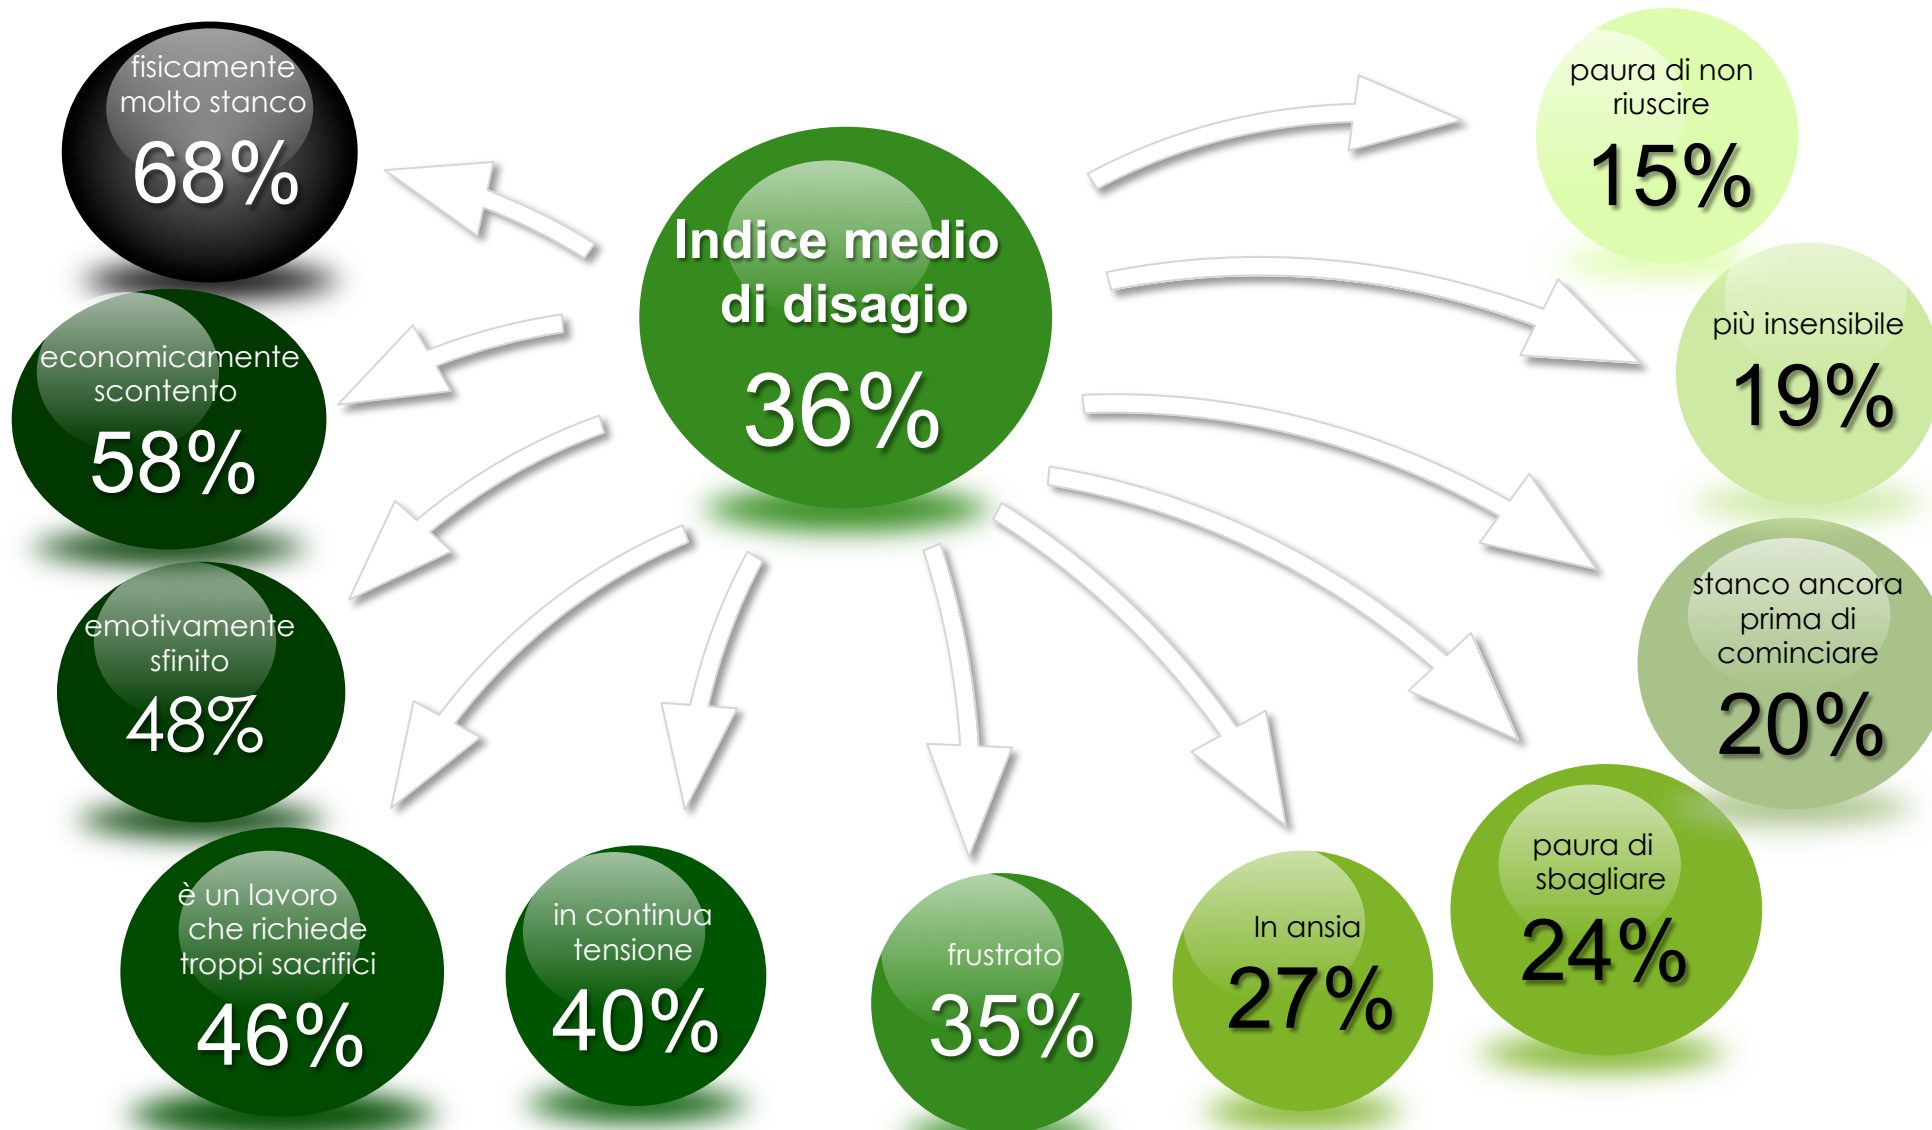 fisicamente
molto stanco
68%
economicamente
scontento
58%
emotivamente
sfinito
48%
è un lavoro
che richiede
troppi sacrifici
46%
in continua
tensione
40%
Indice medio
di disagio
36%
frustrato
35%
In ansia
27%
paura di
sbagliare
24%
stanco ancora
prima di
cominciare
20%
più insensibile
19%
paura di non
riuscire
15%